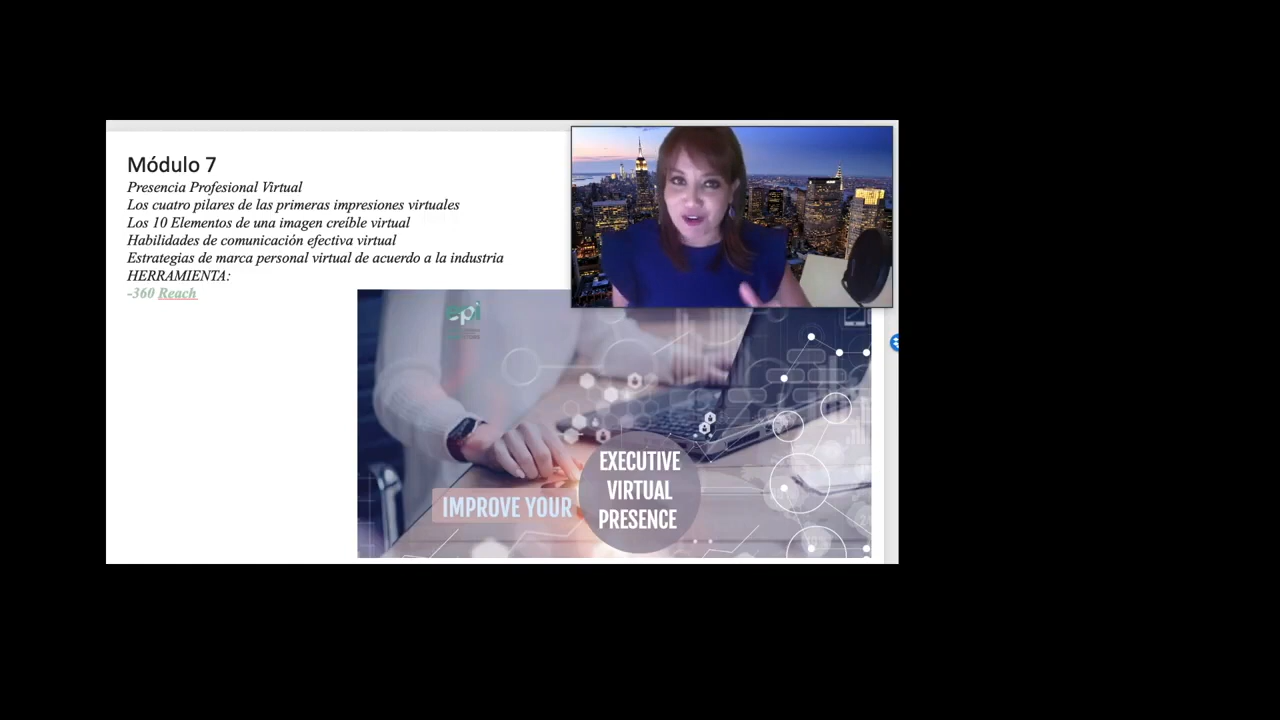 Módulo 7
Presencia Profesional Virtual
Los cuatro pilares de las primeras impresiones virtuales
Los 10 Elementos de una imagen creíble virtual
Habilidades de comunicación efectiva virtual
Estrategias de marca personal virtual de acuerdo a la industria
HERRAMIENTA:
-360 Reach
epi
EXECUTIVE
VIRTUAL
PRESENCE
IMPROVE YOUR